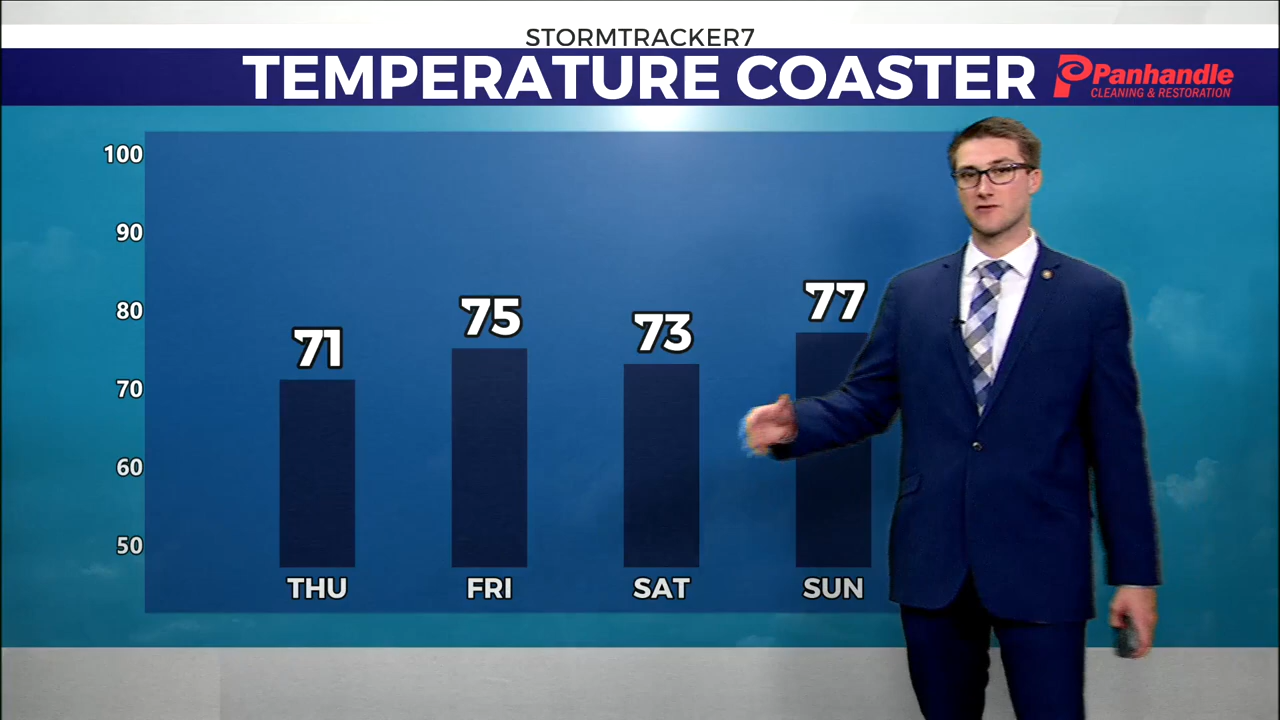 STORMTRACKER7
TEMPERATURE COASTER
Panhandle
CLEANING & RESTORATION
100
90
80
70
60
50
71
75
73
77
THU
FRI
SAT
SUN